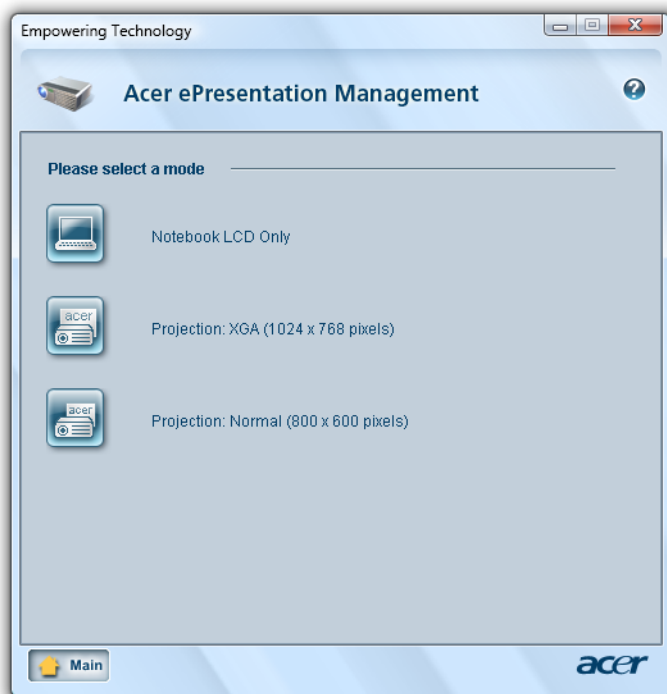 Empowering Technology
Acer ePresentation Management
Please select a mode
Notebook LCD Only
acer
Projection: XGA (1024 x 768 pixels)
acer
Projection: Normal (800 x 600 pixels)
Main
acer